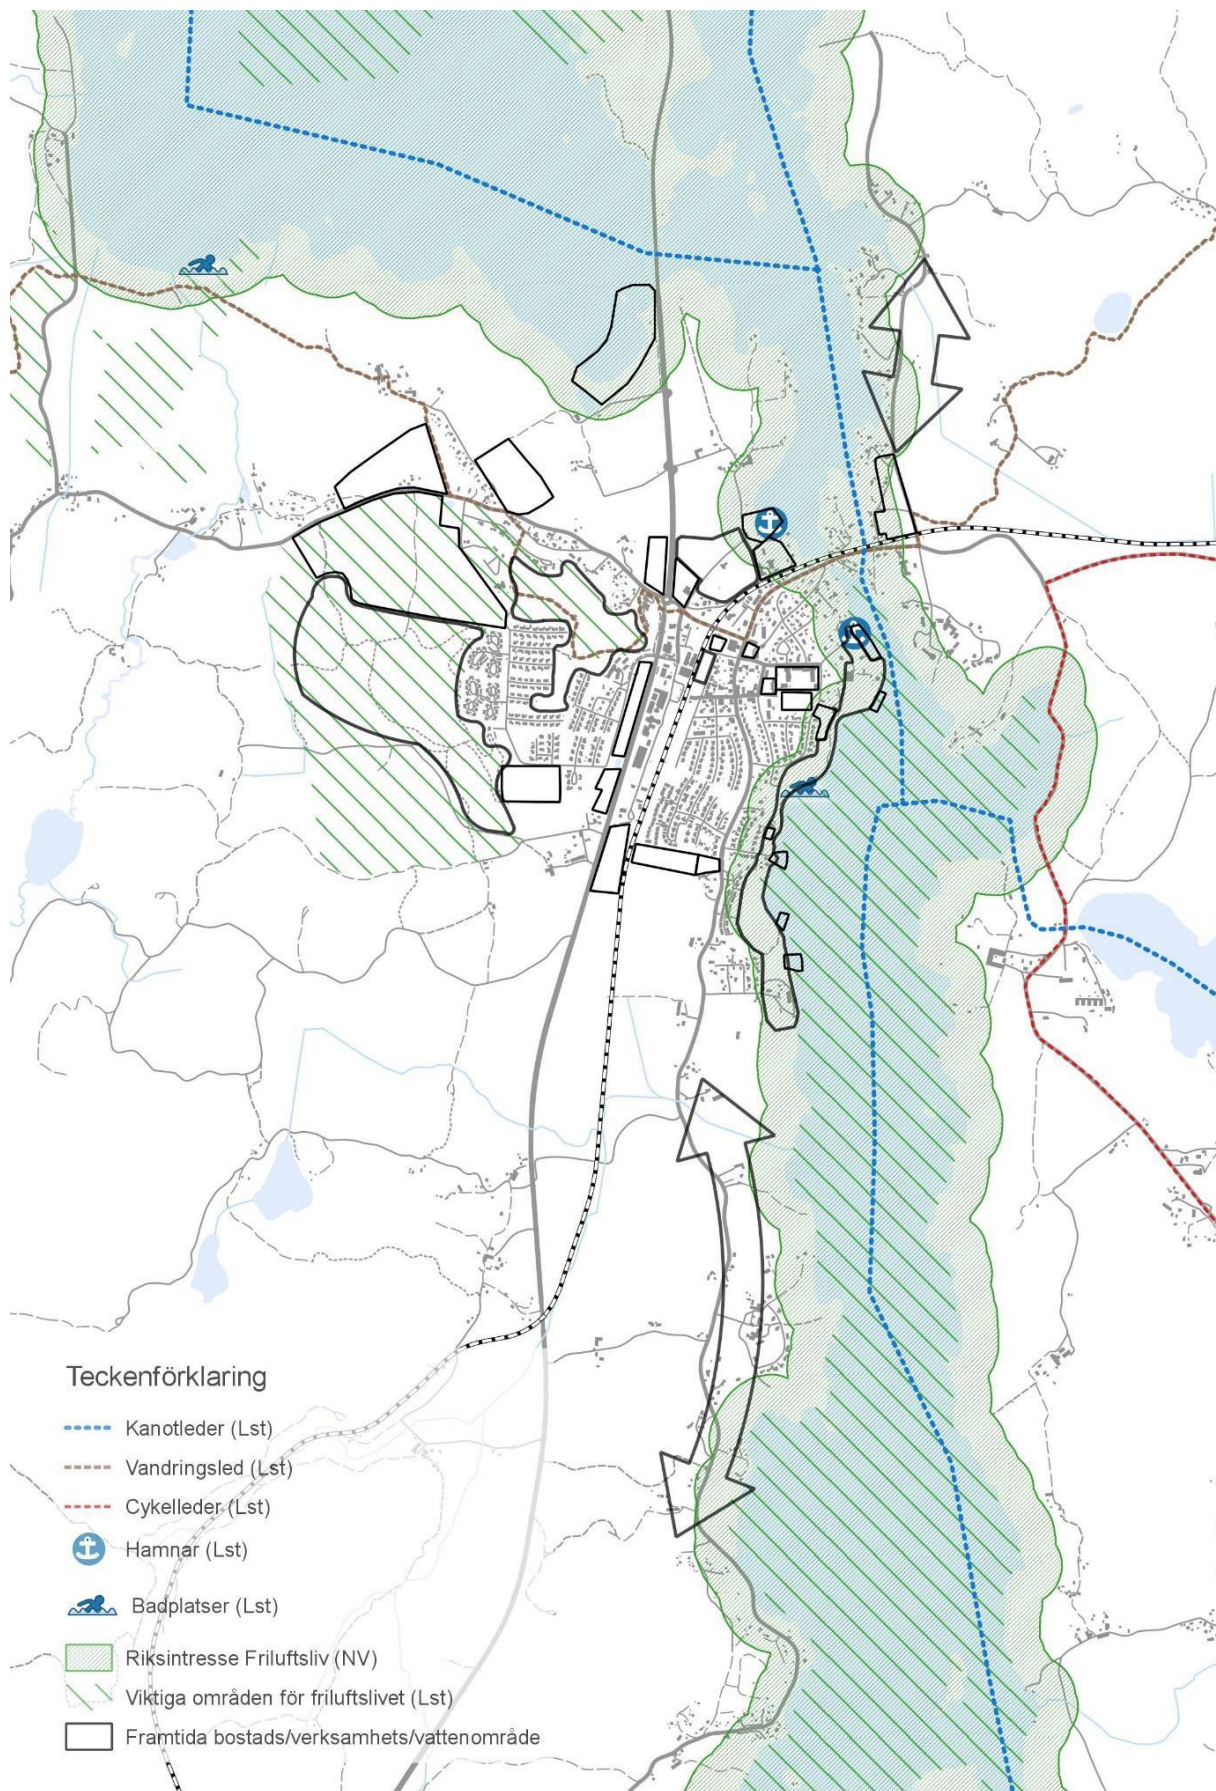 Teckenförklaring
Kanotleder (Lst)
Vandringsled (Lst)
Cykelleder (Lst)
Hamnar (Lst)
Badplatser (Lst)
Riksintresse Friluftsliv (NV)
Viktiga områden för friluftslivet (Lst)
Framtida bostads/verksamhets/vattenområde